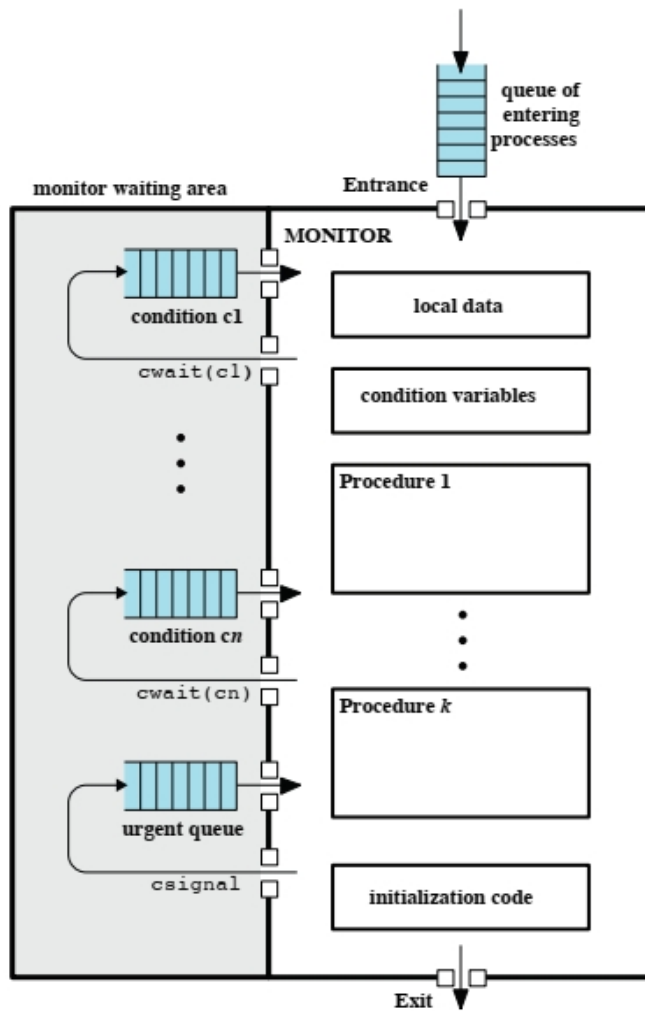 queue of
entering
processes
monitor waiting area
Entrance
MONITOR
condition c1
local data
cwait(c1)
condition variables
Procedure 1
condition cn
cwait(cn)
Procedure k
urgent queue
csignal
initialization code
Exit